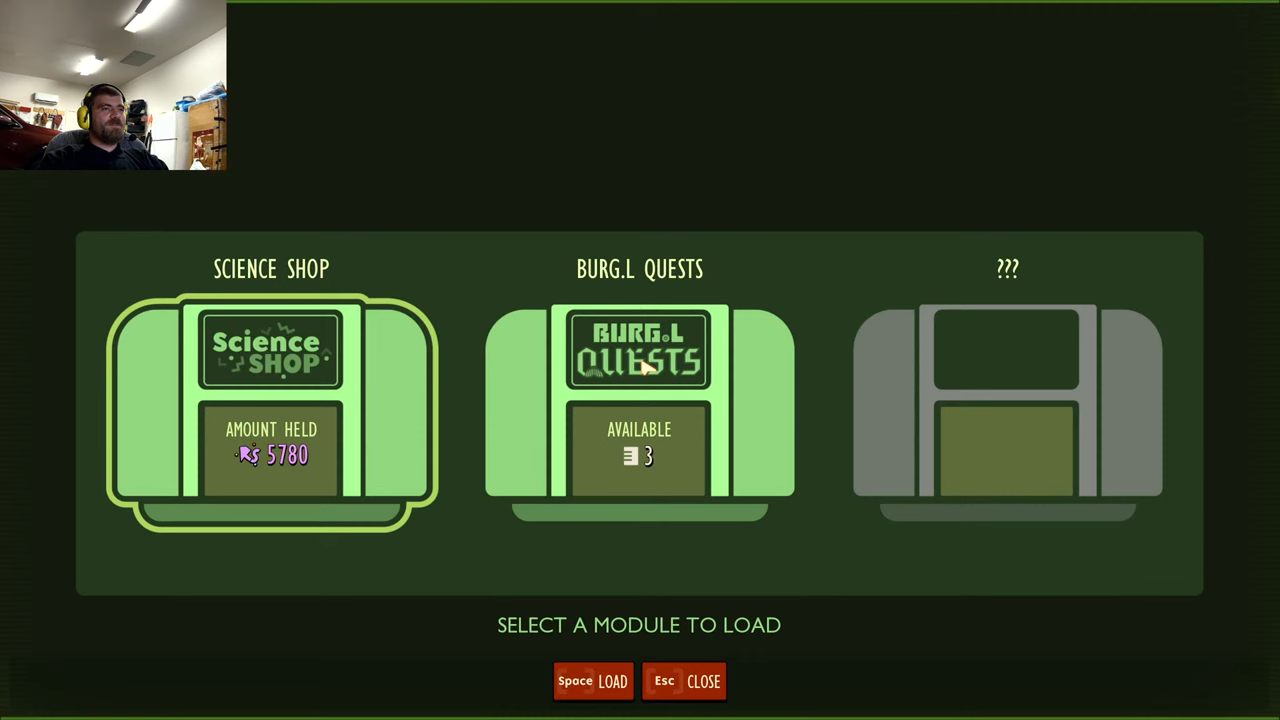 SCIENCE SHOP
BURG.L QUESTS
???
Science
SHOP
BURG.L
QUESTS
AMOUNT HELD
RS 5780
AVAILABLE
3
SELECT A MODULE TO LOAD
Space LOAD
Esc CLOSE